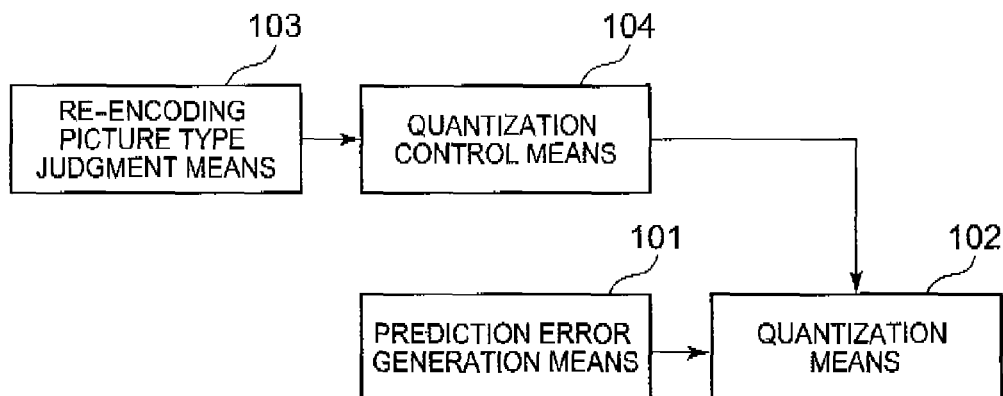 103
104
RE-ENCODING
PICTURE TYPE
JUDGMENT MEANS
QUANTIZATION
CONTROL MEANS
101
102
PREDICTION ERROR
GENERATION MEANS
QUANTIZATION
MEANS